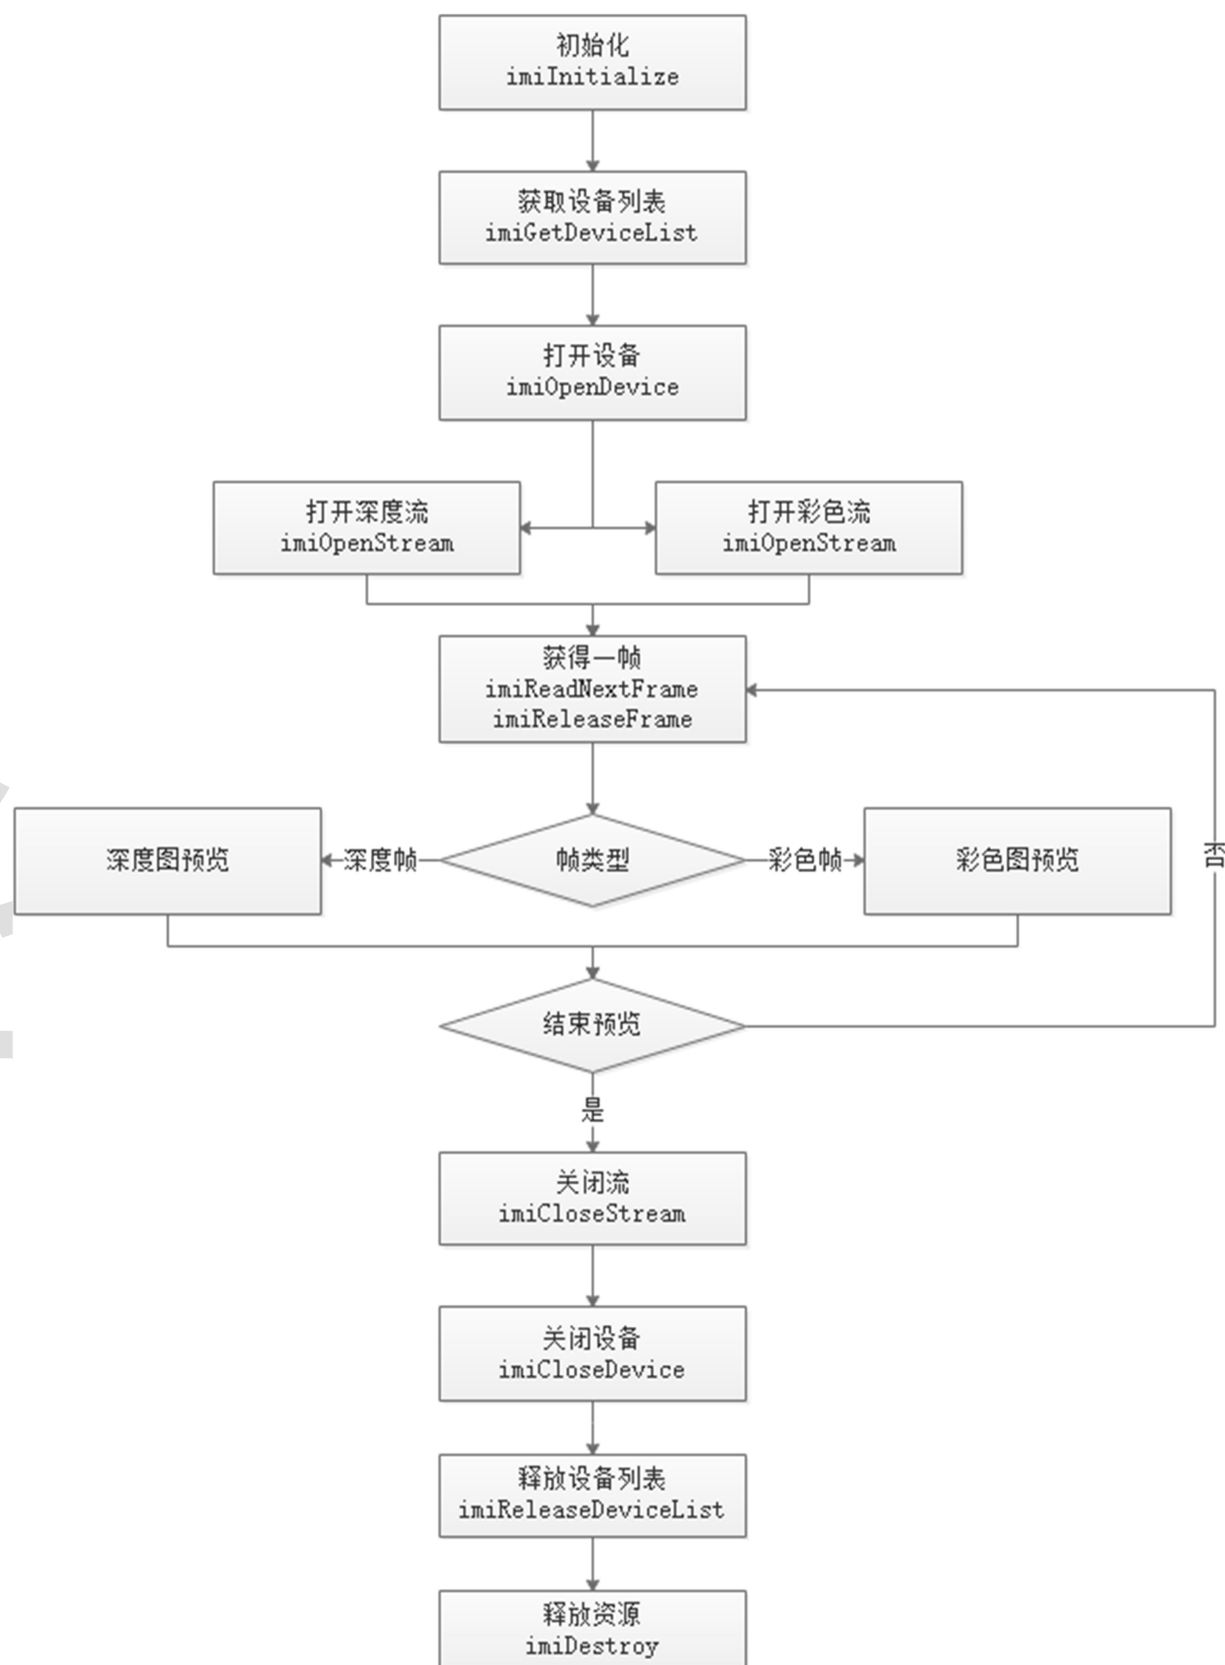 初始化
imiInitialize
获取设备列表
imiGetDeviceList
打开设备
imiOpenDevice
打开深度流
imiOpenStream
打开彩色流
imiOpenStream
获得一帧
imiReadNextFrame
imiReleaseFrame
深度图预览
深度帧
帧类型
彩色帧
彩色图预览
否
结束预览
是
关闭流
imiCloseStream
关闭设备
imiCloseDevice
释放设备列表
imiReleaseDeviceList
释放资源
imiDestroy